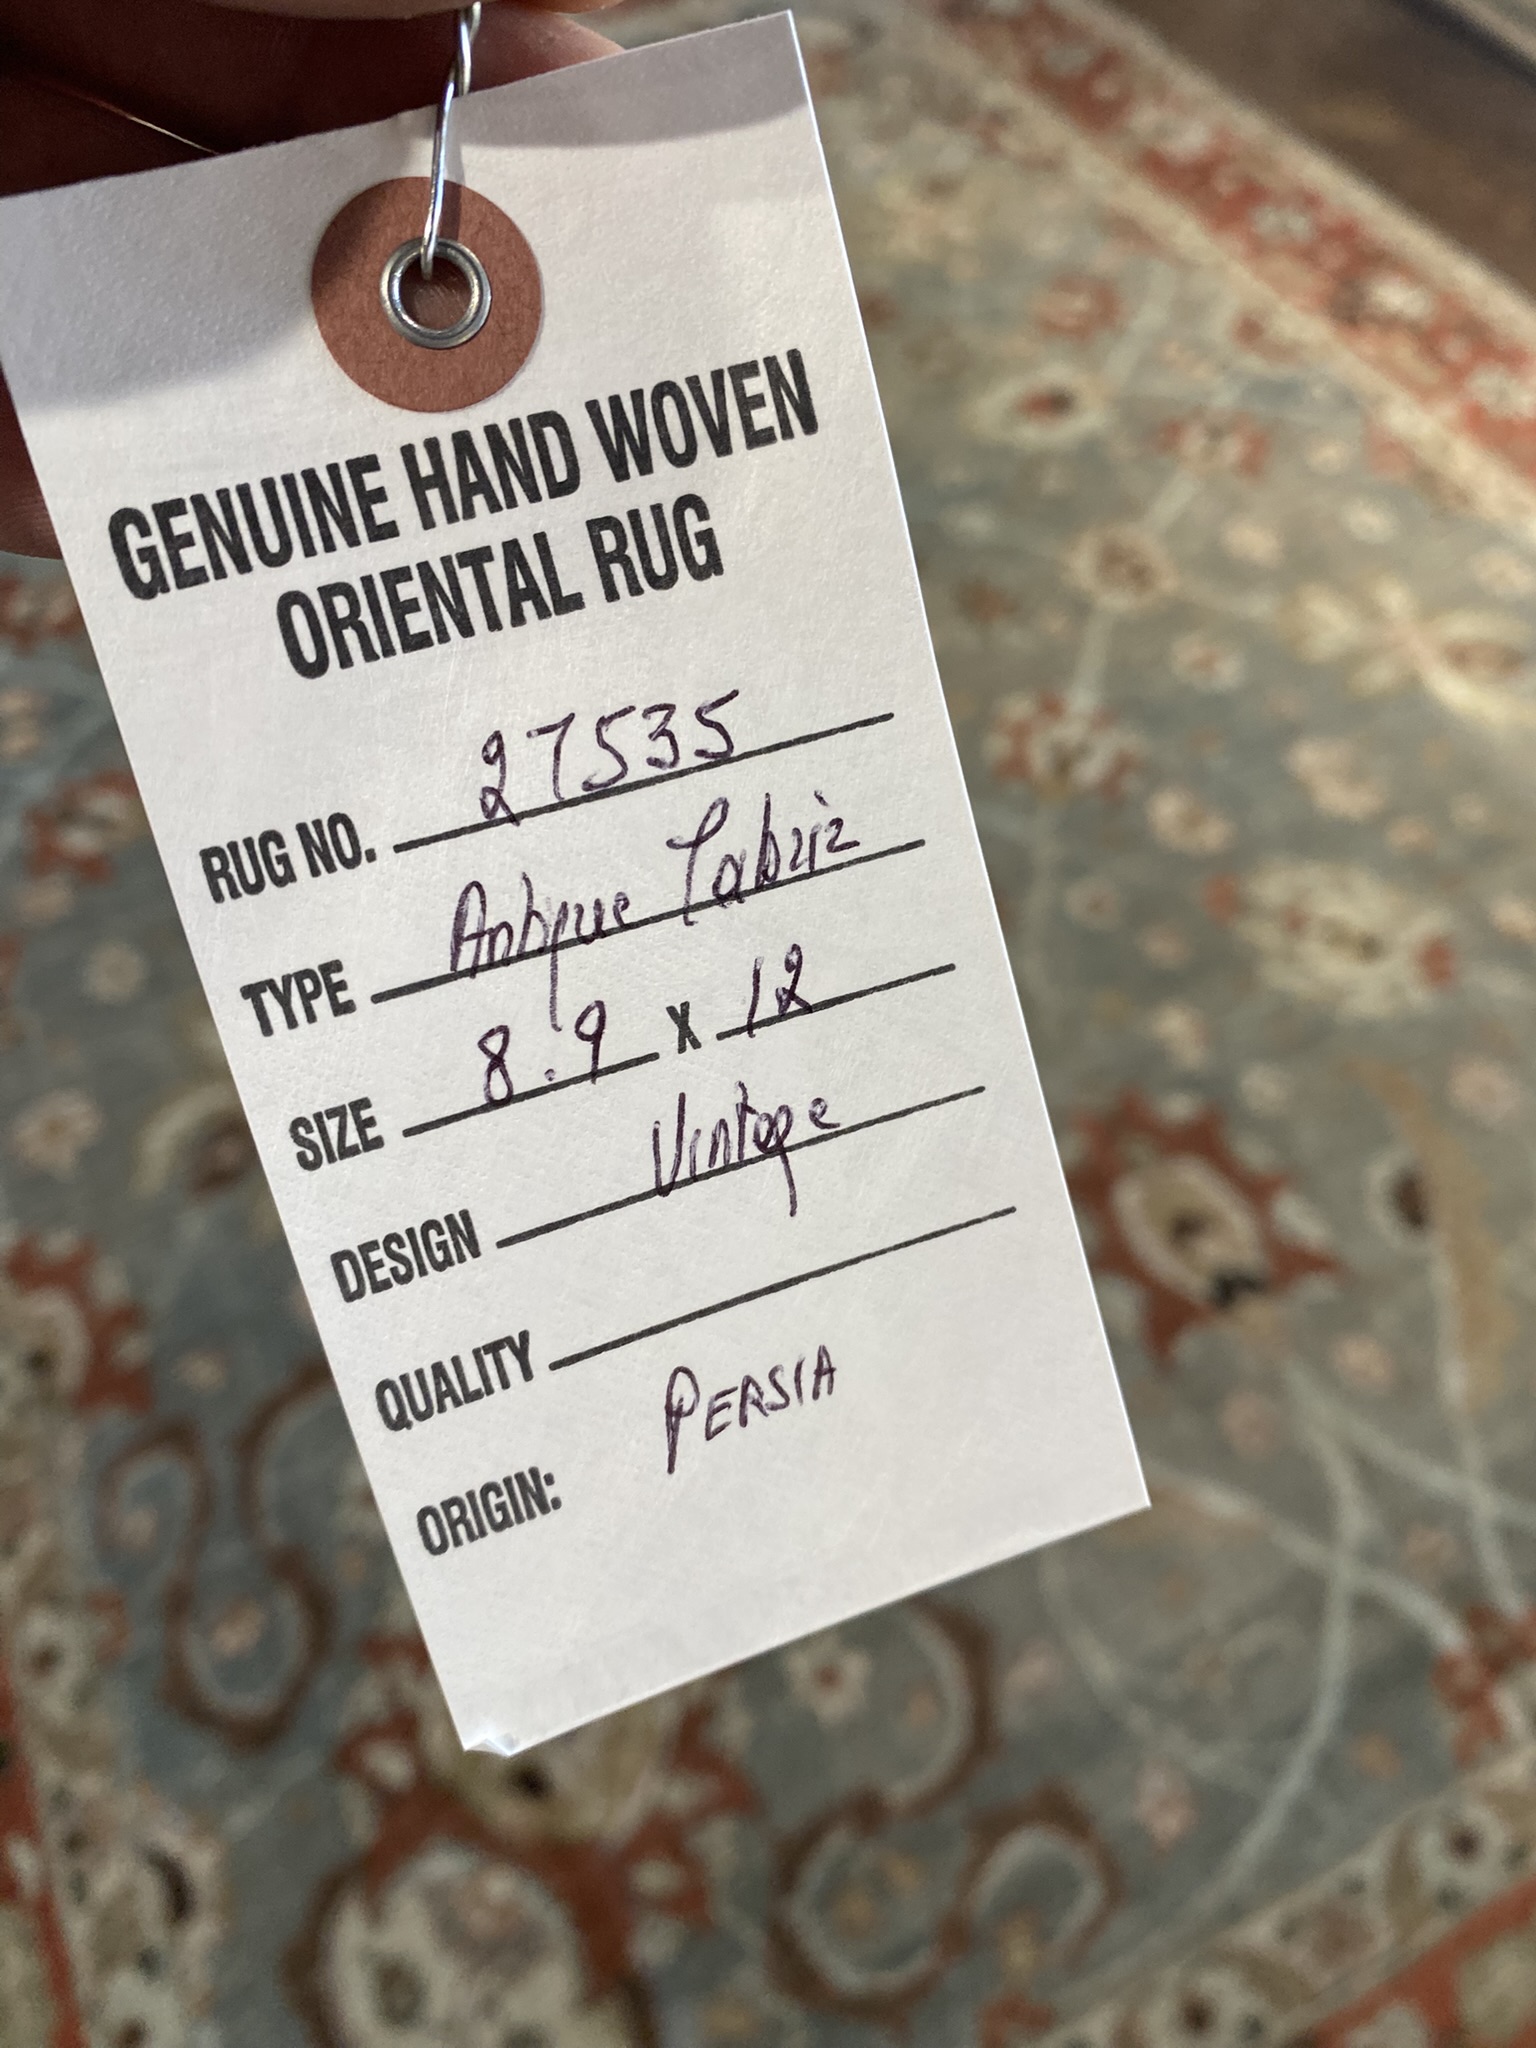 GENUINE HAND WOVEN
ORIENTAL RUG
RUG NO. 27535
TYPE Antique Tabriz
SIZE 8.9 X 12
DESIGN Vintage
QUALITY
ORIGIN: PERSIA